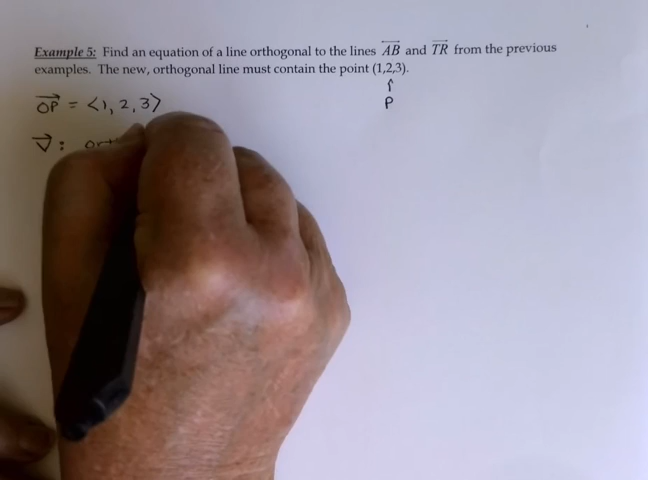 Example 5: Find an equation of a line orthogonal to the lines AB and TR from the previous
examples. The new, orthogonal line must contain the point (1,2,3).
↑
P
OP = <1, 2, 3>
V: